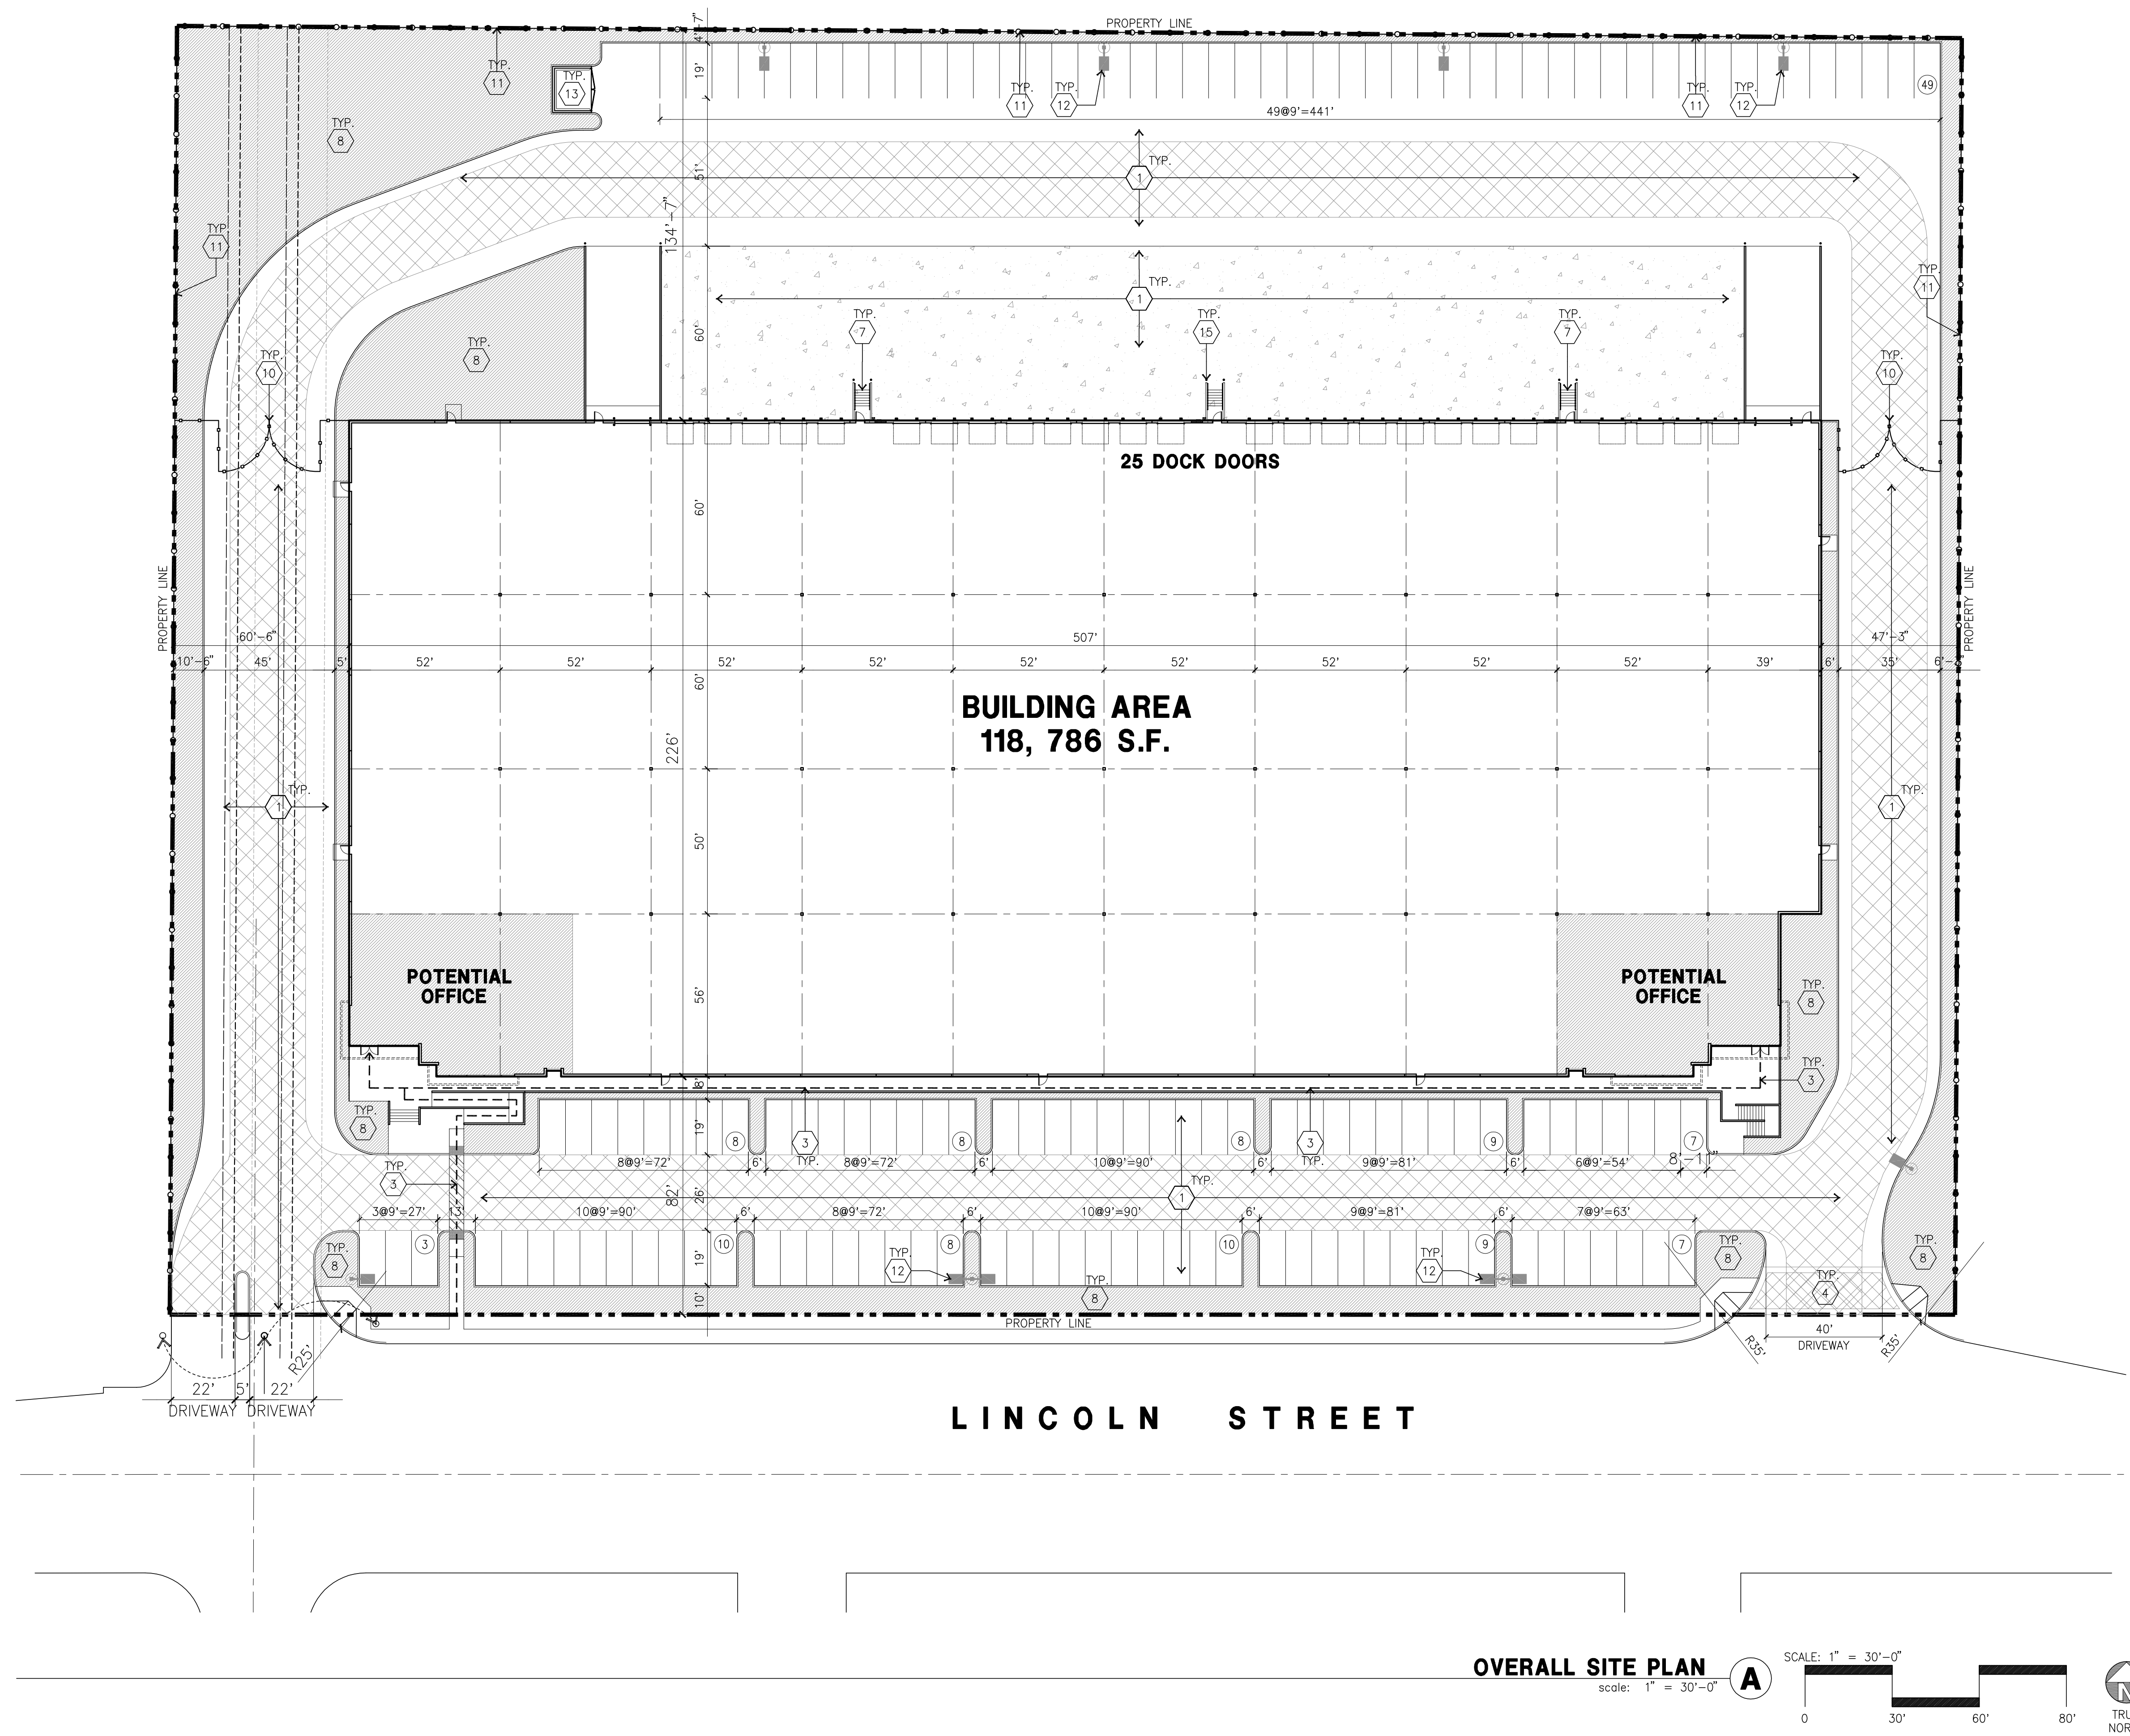 PROPERTY LINE
4'-7"
TYP.
11
TYP.
13
19'
TYP.
11
TYP.
12
TYP.
11
TYP.
12
49
49@9'=441'
TYP.
8
TYP.
1
51'
134'-7"
TYP.
11
TYP.
11
TYP.
1
TYP.
7
TYP.
15
TYP.
7
60'
TYP.
8
TYP.
10
TYP.
10
25 DOCK DOORS
60'
PROPERTY LINE
PROPERTY LINE
60'-6"
507'
47'-3"
10'-6"
45'
5'
52'
52'
52'
52'
52'
52'
52'
52'
52'
39'
6'
35'
60'
BUILDING AREA
118, 786 S.F.
226'
TYP.
1
TYP.
1
50'
POTENTIAL
OFFICE
56'
POTENTIAL
OFFICE
TYP.
8
TYP.
3
8'
TYP.
8
19'
8
3
TYP.
8
8
3
TYP.
9
7
TYP.
3
8@9'=72'
6'
8@9'=72'
6'
10@9'=90'
6'
9@9'=81'
6'
6@9'=54'
8'-11"
82'
26'
TYP.
1
3@9'=27'
13'
10@9'=90'
6'
8@9'=72'
6'
10@9'=90'
6'
9@9'=81'
6'
7@9'=63'
TYP.
8
3
10
19'
8
10
9
7
TYP.
12
TYP.
12
TYP.
8
TYP.
8
TYP.
8
TYP.
4
10'
PROPERTY LINE
R25'
R35'
40'
DRIVEWAY
R35'
22'
5'
22'
DRIVEWAY
DRIVEWAY
LINCOLN STREET
OVERALL SITE PLAN
scale: 1" = 30'-0"
A
SCALE: 1" = 30'-0"
0
30'
60'
80'
N